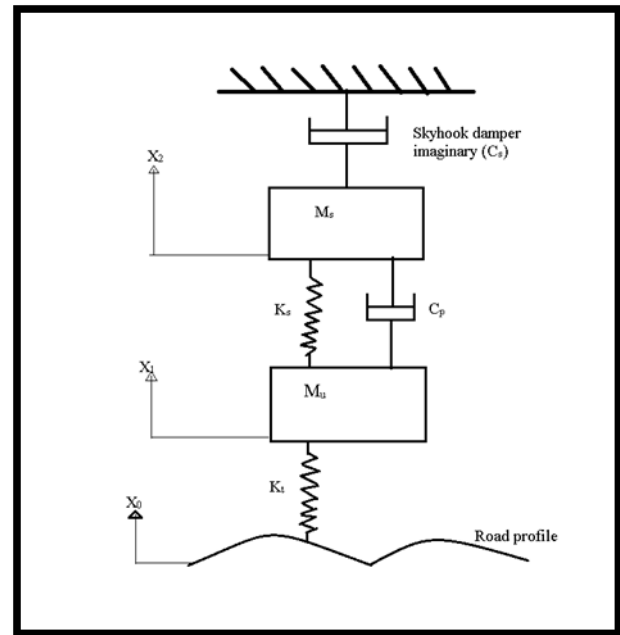 Skyhook damper
imaginary (Cₛ)
X₂
Mₛ
Kₛ
Cₚ
X₁
Mᵤ
Kₜ
X₀
Road profile